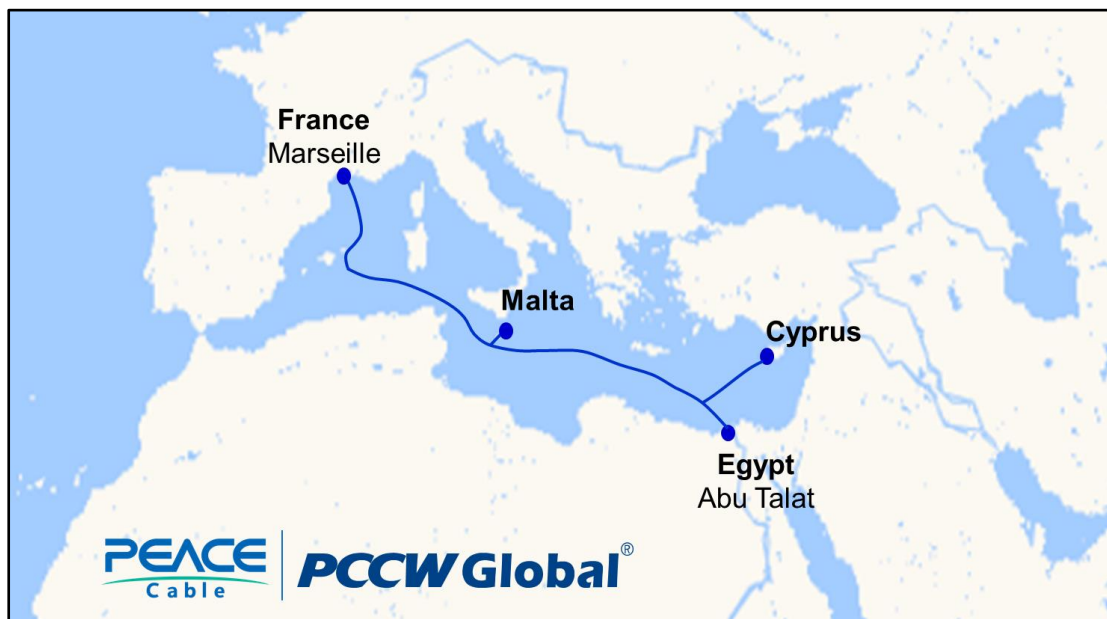 France
Marseille
Malta
Cyprus
Egypt
Abu Talat
PEACE
Cable
PCCW Global®